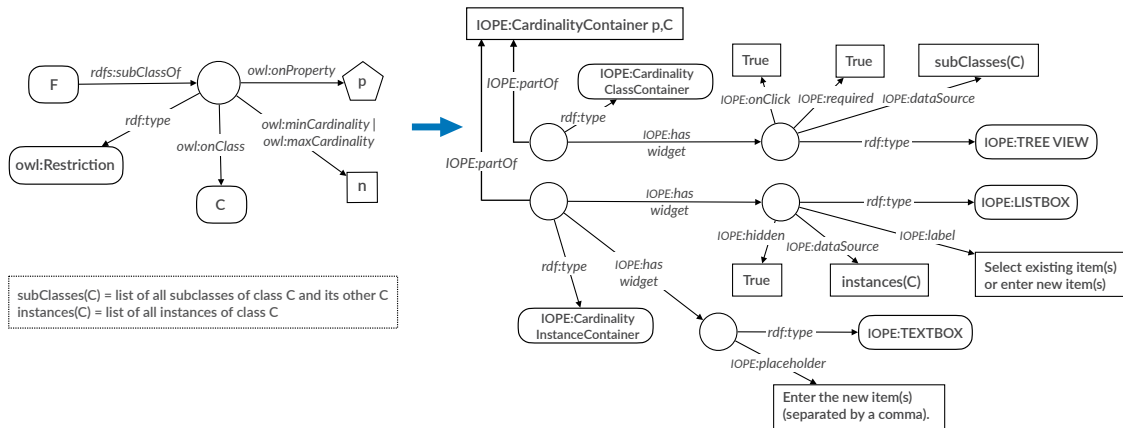 F
rdfs:subClassOf
owl:onProperty
p
rdf:type
owl:onClass
owl:minCardinality |
owl:maxCardinality
owl:Restriction
C
n
subClasses(C) = list of all subclasses of class C and its other C
instances(C) = list of all instances of class C
IOPE:CardinalityContainer p,C
IOPE:partOf
IOPE:partOf
IOPE:Cardinality
ClassContainer
rdf:type
True
True
subClasses(C)
IOPE:onClick
IOPE:required
IOPE:dataSource
IOPE:has
widget
rdf:type
IOPE:TREE VIEW
IOPE:has
widget
rdf:type
IOPE:LISTBOX
IOPE:hidden
IOPE:dataSource
IOPE:label
True
instances(C)
Select existing item(s)
or enter new item(s)
rdf:type
IOPE:has
widget
IOPE:Cardinality
InstanceContainer
rdf:type
IOPE:TEXTBOX
IOPE:placeholder
Enter the new item(s)
(separated by a comma).